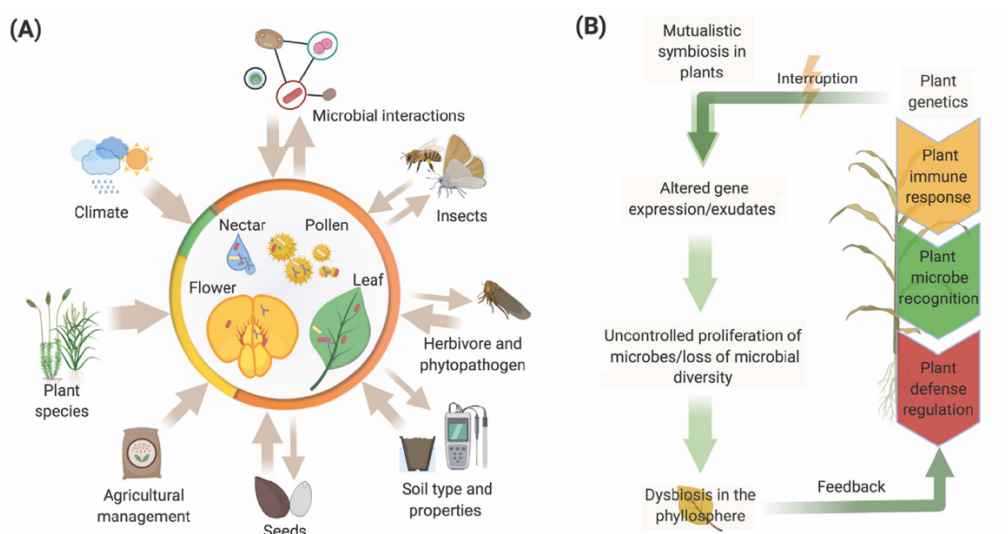 (A)
Microbial interactions
Climate
Insects
Nectar
Pollen
Flower
Leaf
Plant
species
Herbivore and
phytopathogen
Agricultural
management
Seeds
Soil type and
properties
(B)
Mutualistic
symbiosis in
plants
Interruption
Plant
genetics
Plant
immune
response
Altered gene
expression/exudates
Plant
microbe
recognition
Uncontrolled proliferation of
microbes/loss of microbial
diversity
Plant
defense
regulation
Dysbiosis in the
phyllosphere
Feedback